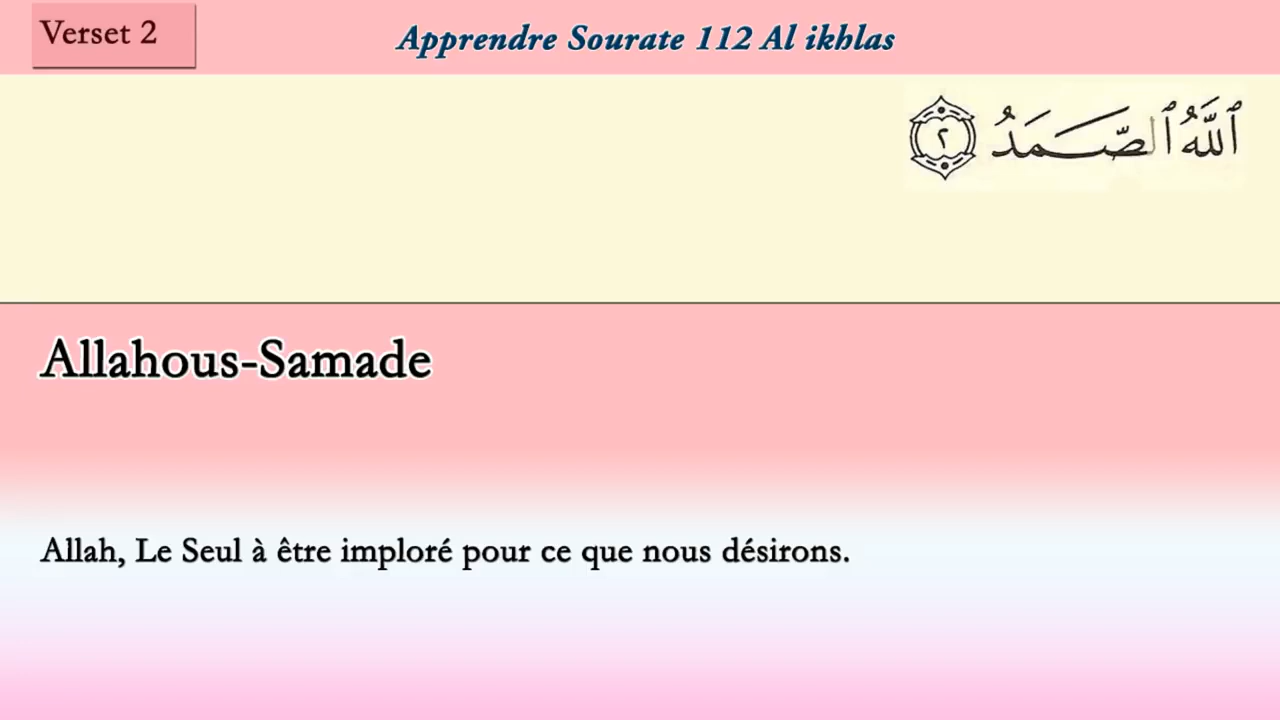 Verset 2
Apprendre Sourate 112 Al ikhlas
ٱللَّهُ ٱلصَّمَدُ ٢
Allahous-Samade
Allah, Le Seul à être imploré pour ce que nous désirons.